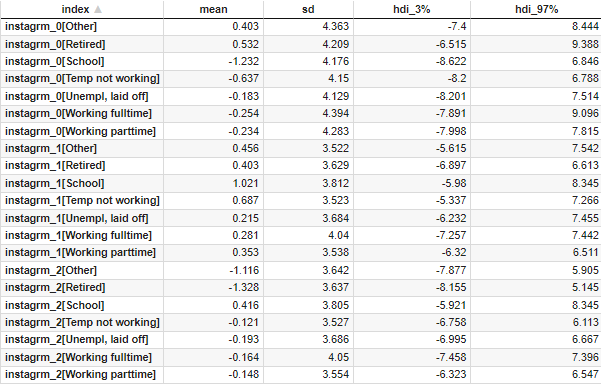 index ▲ mean sd hdi_3% hdi_97%
instagrm_0[Other] 0.403 4.363 -7.4 8.444
instagrm_0[Retired] 0.532 4.209 -6.515 9.388
instagrm_0[School] -1.232 4.176 -8.622 6.846
instagrm_0[Temp not working] -0.637 4.15 -8.2 6.788
instagrm_0[Unempl, laid off] -0.183 4.129 -8.201 7.514
instagrm_0[Working fulltime] -0.254 4.394 -7.891 9.096
instagrm_0[Working parttime] -0.234 4.283 -7.998 7.815
instagrm_1[Other] 0.456 3.522 -5.615 7.542
instagrm_1[Retired] 0.403 3.629 -6.897 6.613
instagrm_1[School] 1.021 3.812 -5.98 8.345
instagrm_1[Temp not working] 0.687 3.523 -5.337 7.266
instagrm_1[Unempl, laid off] 0.215 3.684 -6.232 7.455
instagrm_1[Working fulltime] 0.281 4.04 -7.257 7.442
instagrm_1[Working parttime] 0.353 3.538 -6.32 6.511
instagrm_2[Other] -1.116 3.642 -7.877 5.905
instagrm_2[Retired] -1.328 3.637 -8.155 5.145
instagrm_2[School] 0.416 3.805 -5.921 8.345
instagrm_2[Temp not working] -0.121 3.527 -6.758 6.113
instagrm_2[Unempl, laid off] -0.193 3.686 -6.995 6.667
instagrm_2[Working fulltime] -0.164 4.05 -7.458 7.396
instagrm_2[Working parttime] -0.148 3.554 -6.323 6.547